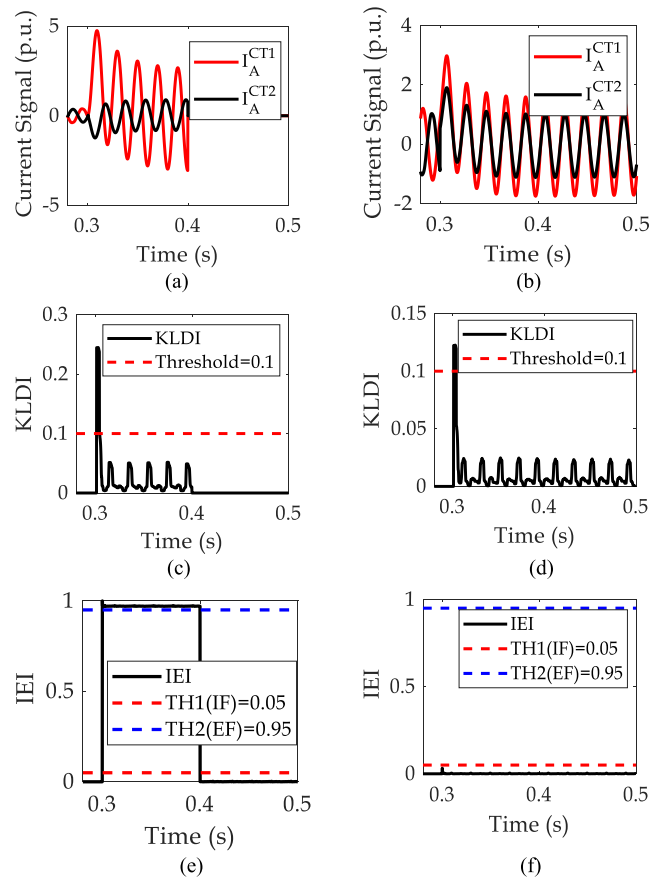 Current Signal (p.u.)
5
0
-5
0.3
0.4
0.5
I_A^CT1
I_A^CT2
Time (s)
(a)
Current Signal (p.u.)
4
2
0
-2
0.3
0.4
0.5
I_A^CT1
I_A^CT2
Time (s)
(b)
KLDI
0.3
0.2
0.1
0
0.3
0.4
0.5
KLDI
Threshold=0.1
Time (s)
(c)
KLDI
0.15
0.1
0.05
0
0.3
0.4
0.5
KLDI
Threshold=0.1
Time (s)
(d)
IEI
1
0.5
0
0.3
0.4
0.5
IEI
TH1(IF)=0.05
TH2(EF)=0.95
Time (s)
(e)
IEI
1
0.5
0
0.3
0.4
0.5
IEI
TH1(IF)=0.05
TH2(EF)=0.95
Time (s)
(f)